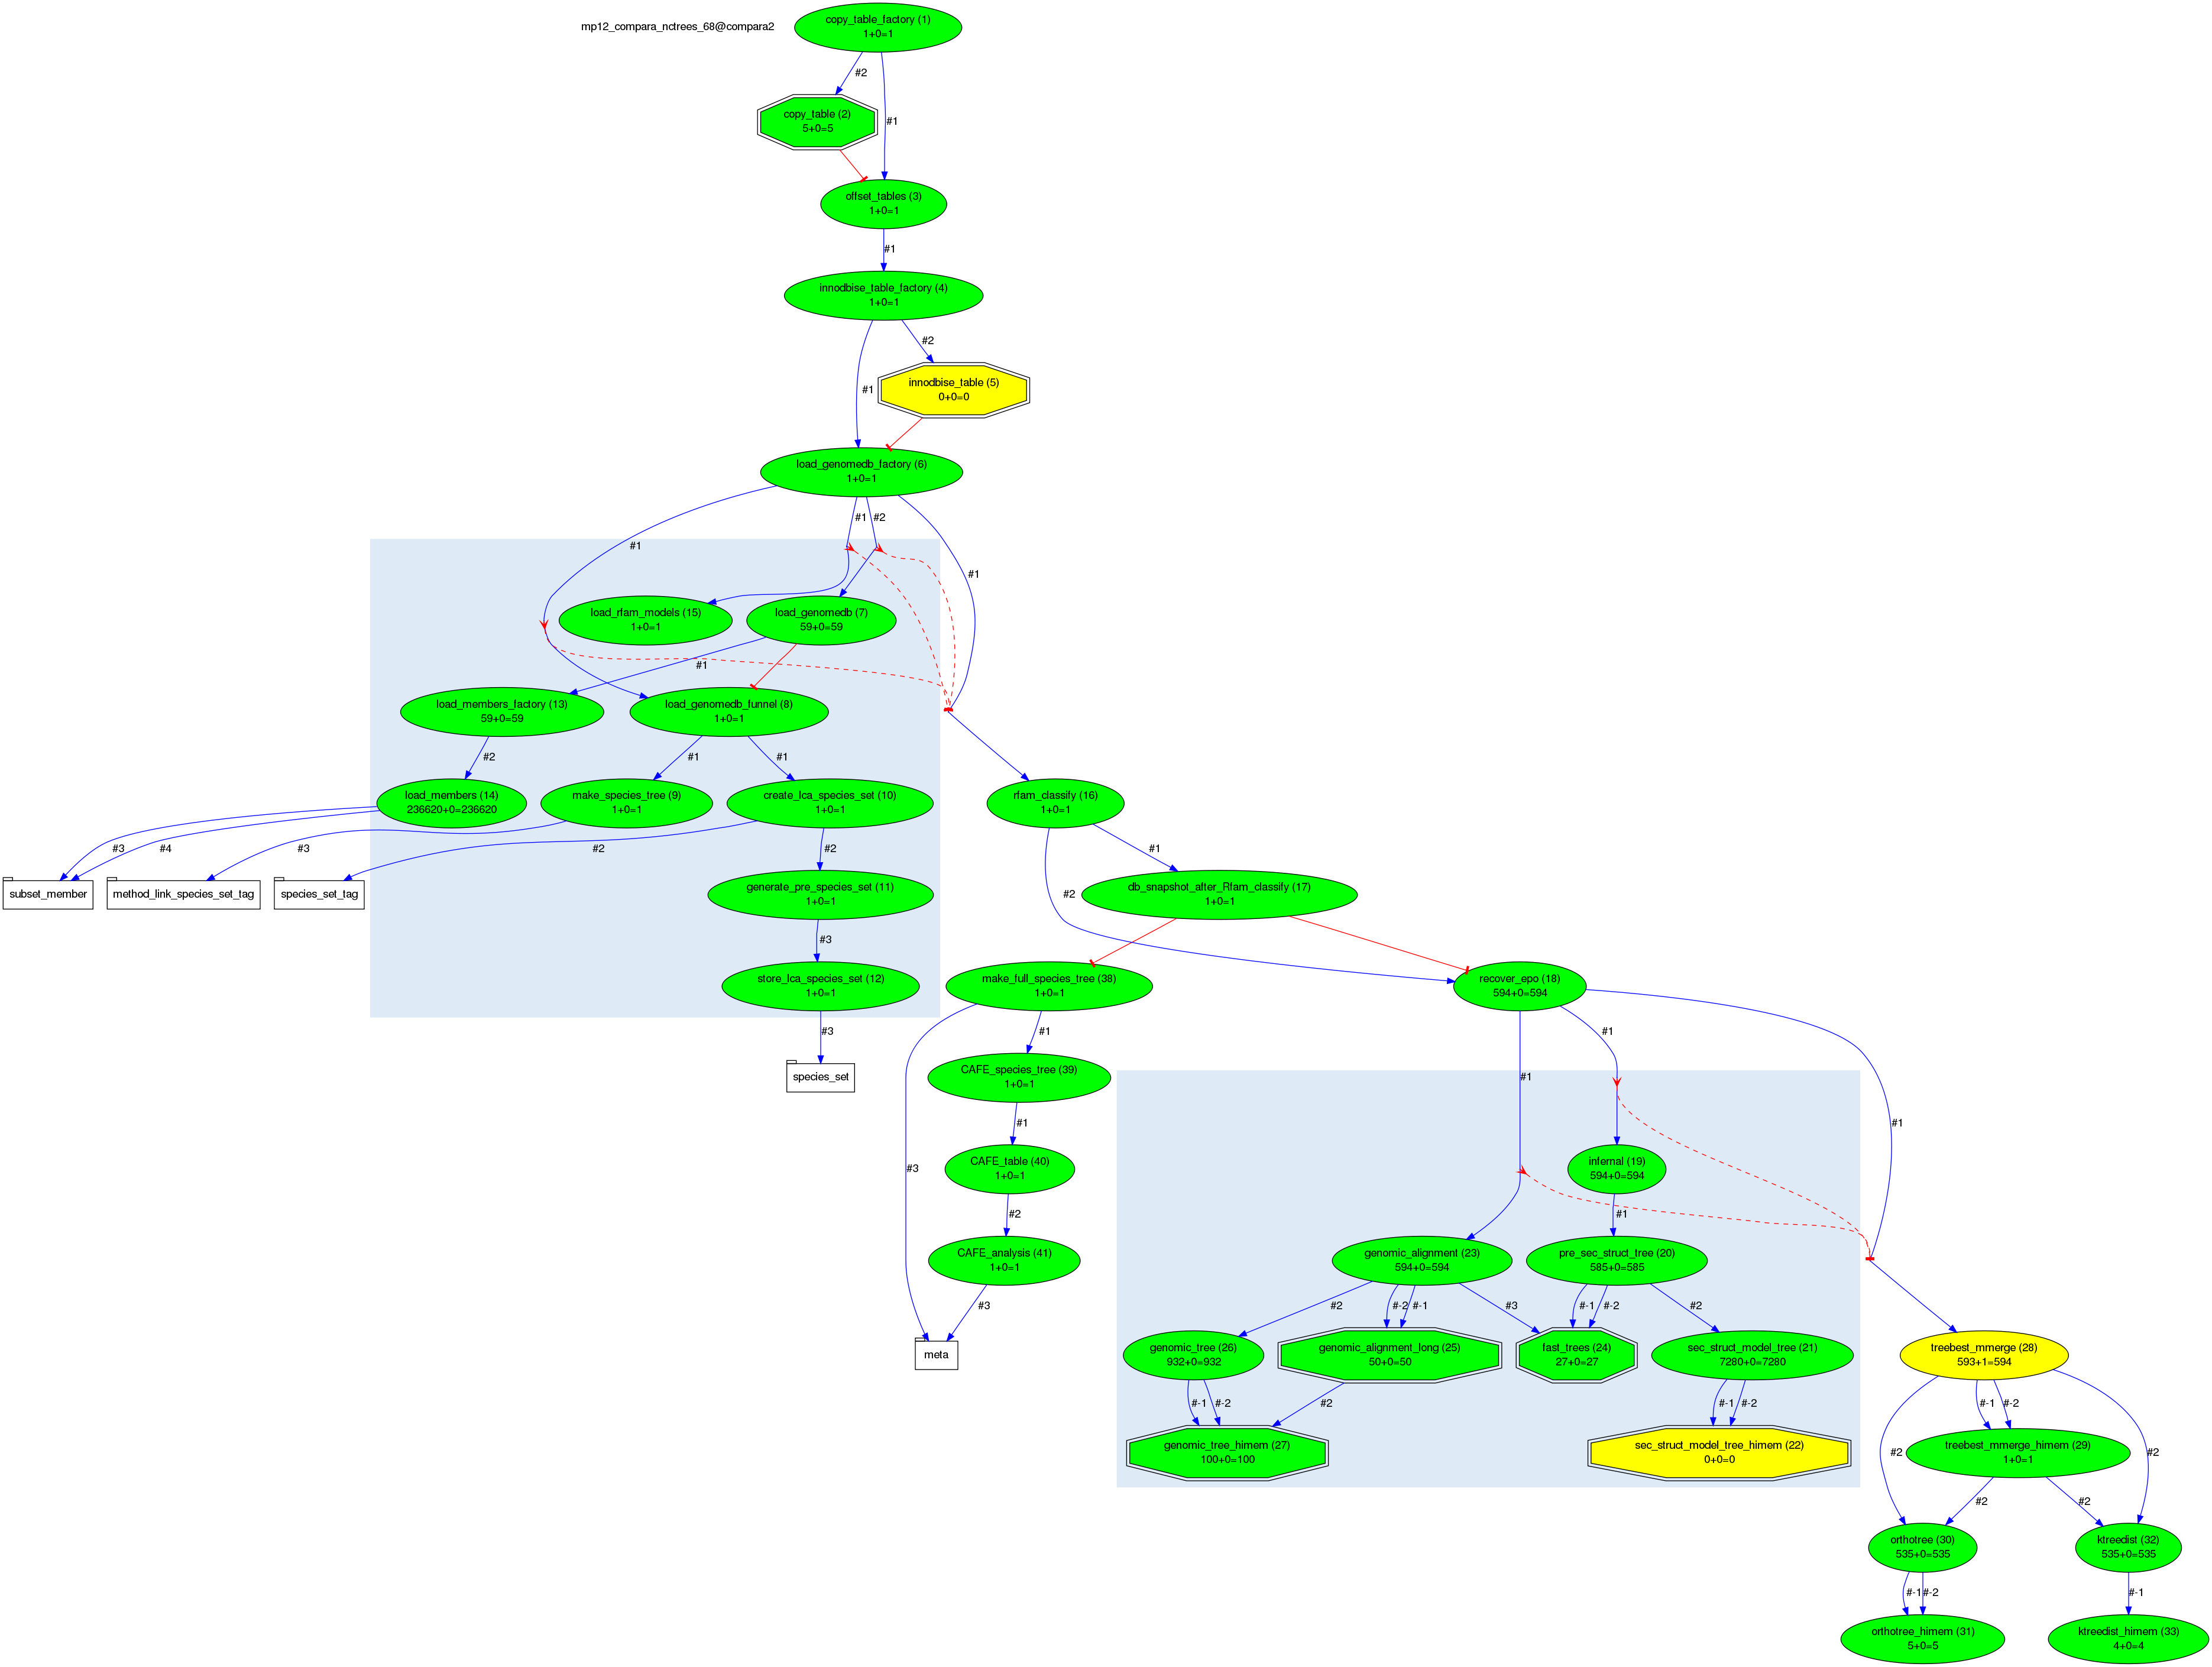 mp12_compara_nctrees_68@compara2
copy_table_factory (1)
1+0=1
#2
copy_table (2)
5+0=5
#1
offset_tables (3)
1+0=1
#1
innodbise_table_factory (4)
1+0=1
#2
innodbise_table (5)
0+0=0
#1
load_genomedb_factory (6)
1+0=1
#1
#2
#1
#1
load_rfam_models (15)
1+0=1
load_genomedb (7)
59+0=59
#1
load_members_factory (13)
59+0=59
load_genomedb_funnel (8)
1+0=1
#2
#1
#1
load_members (14)
236620+0=236620
make_species_tree (9)
1+0=1
create_lca_species_set (10)
1+0=1
rfam_classify (16)
1+0=1
#3
#4
#3
#2
#2
#1
subset_member
method_link_species_set_tag
species_set_tag
generate_pre_species_set (11)
1+0=1
#2
db_snapshot_after_Rfam_classify (17)
1+0=1
#3
store_lca_species_set (12)
1+0=1
make_full_species_tree (38)
1+0=1
recover_epo (18)
594+0=594
#3
#1
#1
species_set
CAFE_species_tree (39)
1+0=1
#1
#1
#1
#3
CAFE_table (40)
1+0=1
infernal (19)
594+0=594
#2
#1
CAFE_analysis (41)
1+0=1
genomic_alignment (23)
594+0=594
pre_sec_struct_tree (20)
585+0=585
#3
#2
#-2
#-1
#3
#-1
#-2
#2
meta
genomic_tree (26)
932+0=932
genomic_alignment_long (25)
50+0=50
fast_trees (24)
27+0=27
sec_struct_model_tree (21)
7280+0=7280
treebest_mmerge (28)
593+1=594
#-1
#-2
#2
#-1
#-2
#-1
#-2
genomic_tree_himem (27)
100+0=100
sec_struct_model_tree_himem (22)
0+0=0
#2
treebest_mmerge_himem (29)
1+0=1
#2
#2
#2
orthotree (30)
535+0=535
ktreedist (32)
535+0=535
#-1
#-2
#-1
orthotree_himem (31)
5+0=5
ktreedist_himem (33)
4+0=4